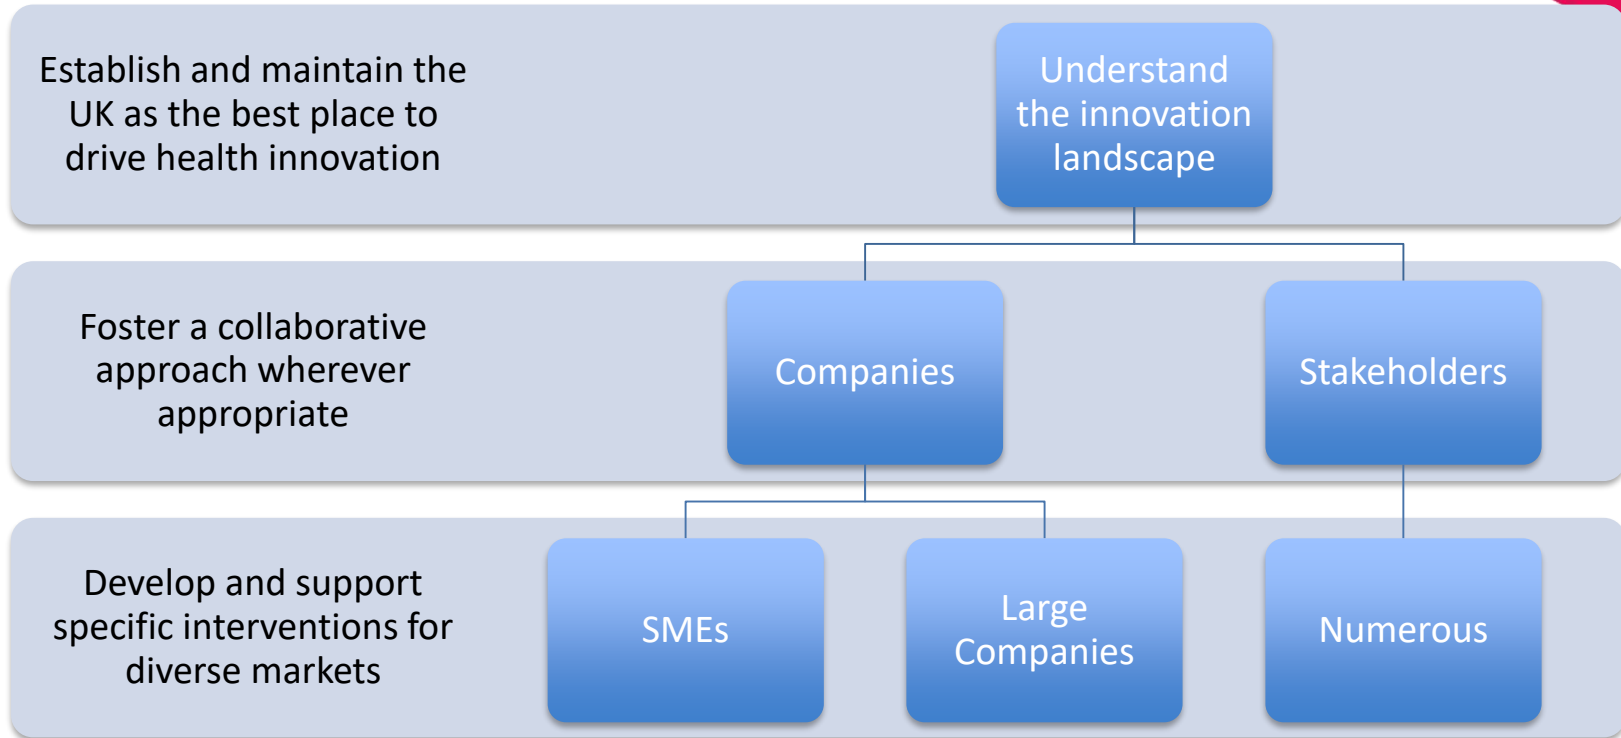 Establish and maintain the
UK as the best place to
drive health innovation
Understand
the innovation
landscape
Foster a collaborative
approach wherever
appropriate
Companies
Stakeholders
Develop and support
specific interventions for
diverse markets
SMEs
Large
Companies
Numerous